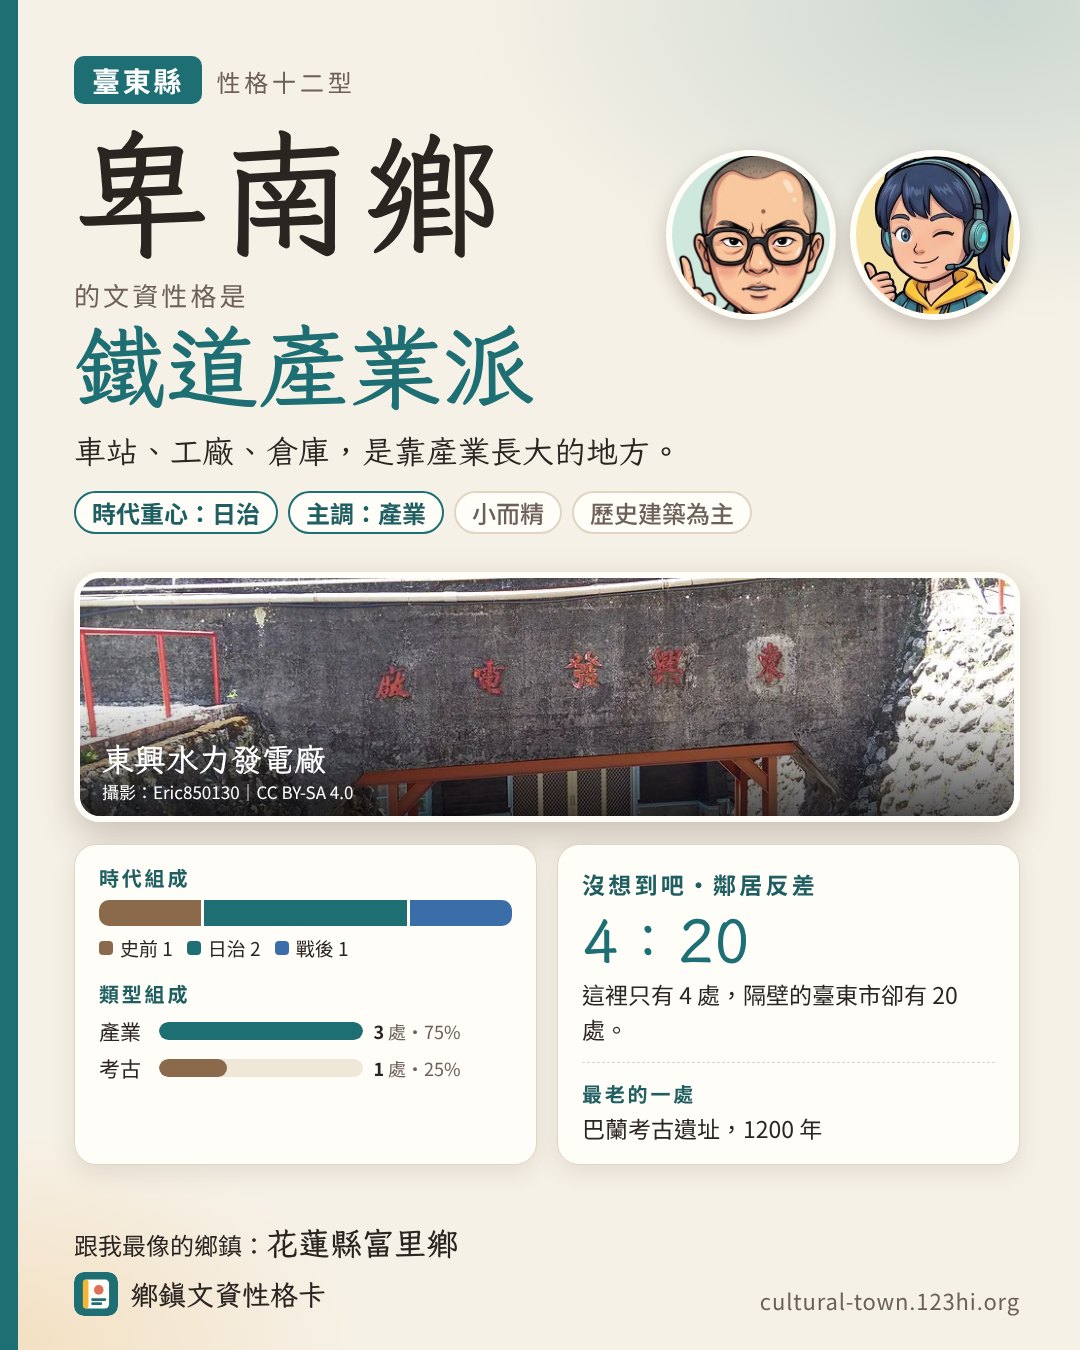 臺東縣 性格十二型
卑南鄉
的文資性格是
鐵道產業派
車站、工廠、倉庫，是靠產業長大的地方。
時代重心：日治 主調：產業 小而精 歷史建築為主
廠電發興東
東興水力發電廠
攝影：Eric850130｜CC BY-SA 4.0
時代組成
史前 1 日治 2 戰後 1
類型組成
產業 3 處・75%
考古 1 處・25%
沒想到吧・鄰居反差
4：20
這裡只有 4 處，隔壁的臺東市卻有 20
處。
最老的一處
巴蘭考古遺址，1200 年
跟我最像的鄉鎮：花蓮縣富里鄉
鄉鎮文資性格卡
cultural-town.123hi.org